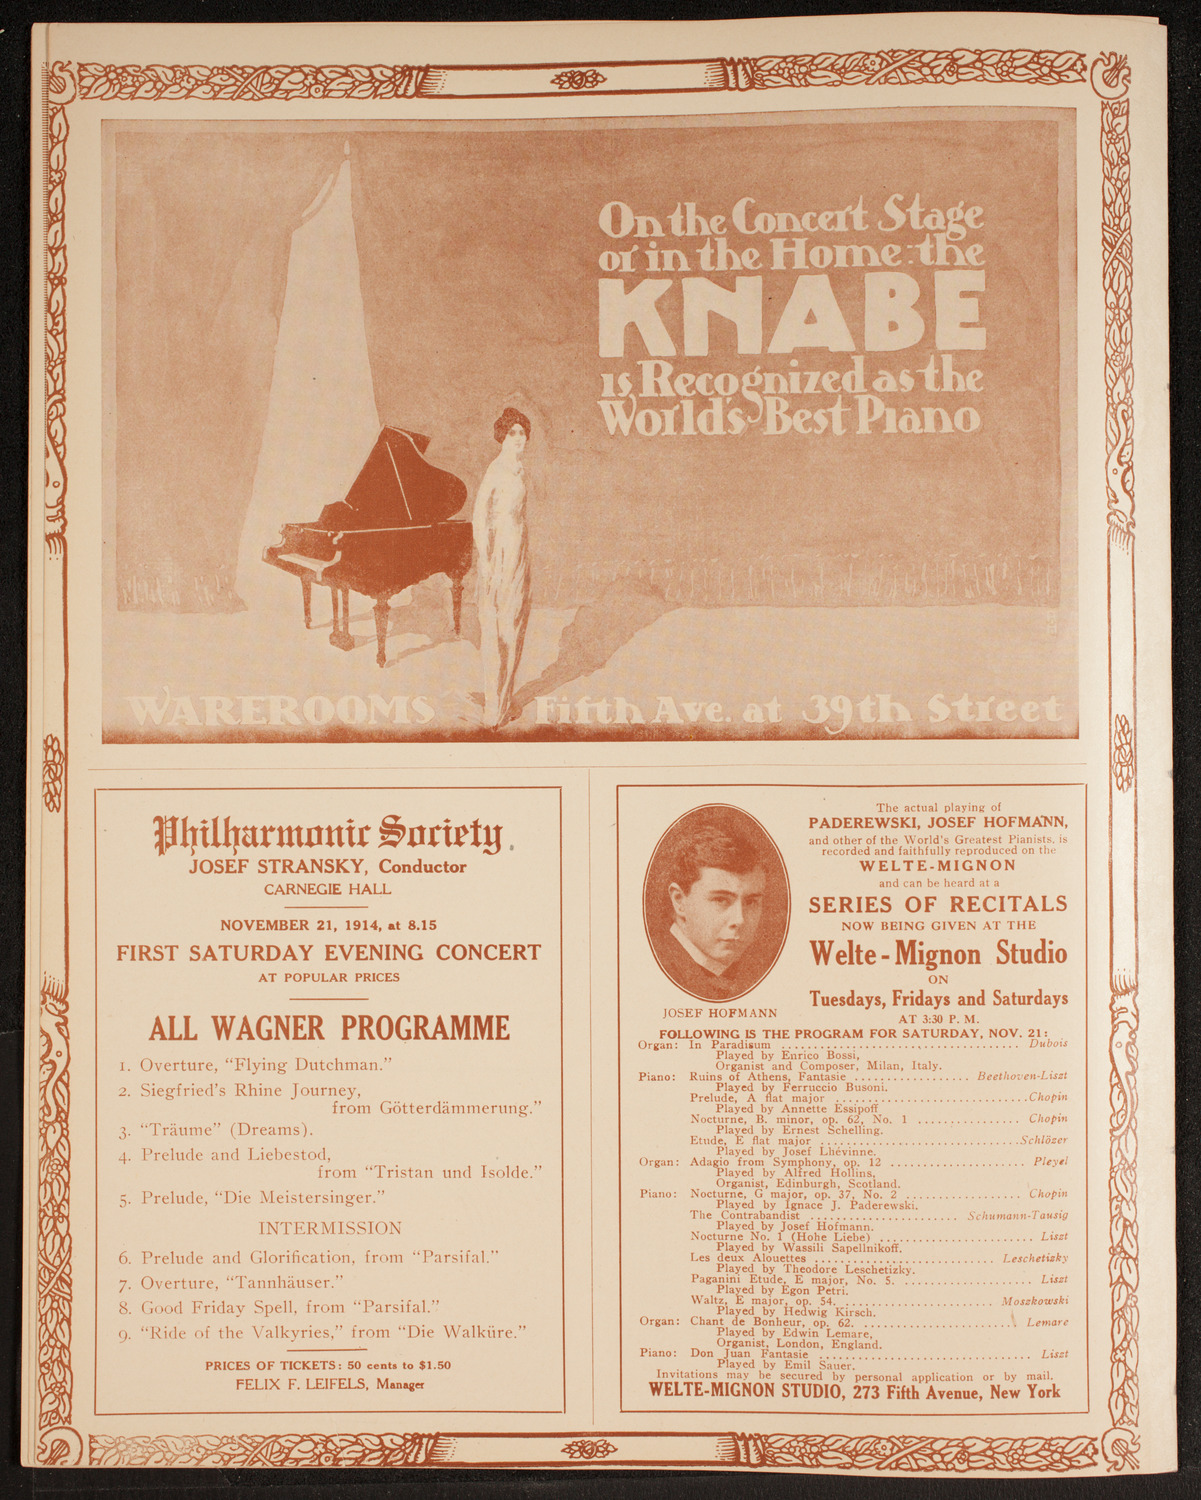 On the Concert Stage
or in the Home : the
KNABE
is Recognized as the
World's Best Piano
WAREROOMS Fifth Ave. at 39th Street
Philharmonic Society
JOSEF STRANSKY, Conductor
CARNEGIE HALL
NOVEMBER 21, 1914, at 8.15
FIRST SATURDAY EVENING CONCERT
AT POPULAR PRICES
ALL WAGNER PROGRAMME
1. Overture, “Flying Dutchman.”
2. Siegfried's Rhine Journey,
from Götterdämmerung.”
3. “Träume” (Dreams).
4. Prelude and Liebestod,
from “Tristan und Isolde.”
5. Prelude, “Die Meistersinger.”
INTERMISSION
6. Prelude and Glorification, from “Parsifal.”
7. Overture, “Tannhäuser.”
8. Good Friday Spell, from “Parsifal.”
9. “Ride of the Valkyries,” from “Die Walküre.”
PRICES OF TICKETS: 50 cents to $1.50
FELIX F. LEIFELS, Manager
The actual playing of
PADEREWSKI, JOSEF HOFMANN,
and other of the World's Greatest Pianists, is
recorded and faithfully reproduced on the
WELTE-MIGNON
and can be heard at a
SERIES OF RECITALS
NOW BEING GIVEN AT THE
Welte-Mignon Studio
ON
Tuesdays, Fridays and Saturdays
AT 3:30 P. M.
JOSEF HOFMANN
FOLLOWING IS THE PROGRAM FOR SATURDAY, NOV. 21:
Organ: In Paradisum ........ Dubois
Played by Enrico Bossi,
Organist and Composer, Milan, Italy.
Piano: Ruins of Athens, Fantasie ........ Beethoven-Liszt
Played by Ferruccio Busoni.
Prelude, A flat major ........ Chopin
Played by Annette Essipoff
Nocturne, B. minor, op. 62, No. 1 ........ Chopin
Played by Ernest Schelling.
Etude, E flat major ........ Schlözer
Played by Josef Lhévinne.
Organ: Adagio from Symphony, op. 12 ........ Pleyel
Played by Alfred Hollins,
Organist, Edinburgh, Scotland.
Piano: Nocturne, G major, op. 37, No. 2 ........ Chopin
Played by Ignace J. Paderewski.
The Contrabandist ........ Schumann-Tausig
Played by Josef Hofmann.
Nocturne No. 1 (Hohe Liebe) ........ Liszt
Played by Wassili Sapellnikoff.
Les deux Alouettes ........ Leschetizky
Played by Theodore Leschetizky.
Paganini Etude, E major, No. 5. ........ Liszt
Played by Egon Petri.
Waltz, E major, op. 54. ........ Moszkowski
Played by Hedwig Kirsch.
Organ: Chant de Bonheur, op. 62. ........ Lemare
Played by Edwin Lemare,
Organist, London, England.
Piano: Don Juan Fantasie ........ Liszt
Played by Emil Sauer.
Invitations may be secured by personal application or by mail.
WELTE-MIGNON STUDIO, 273 Fifth Avenue, New York